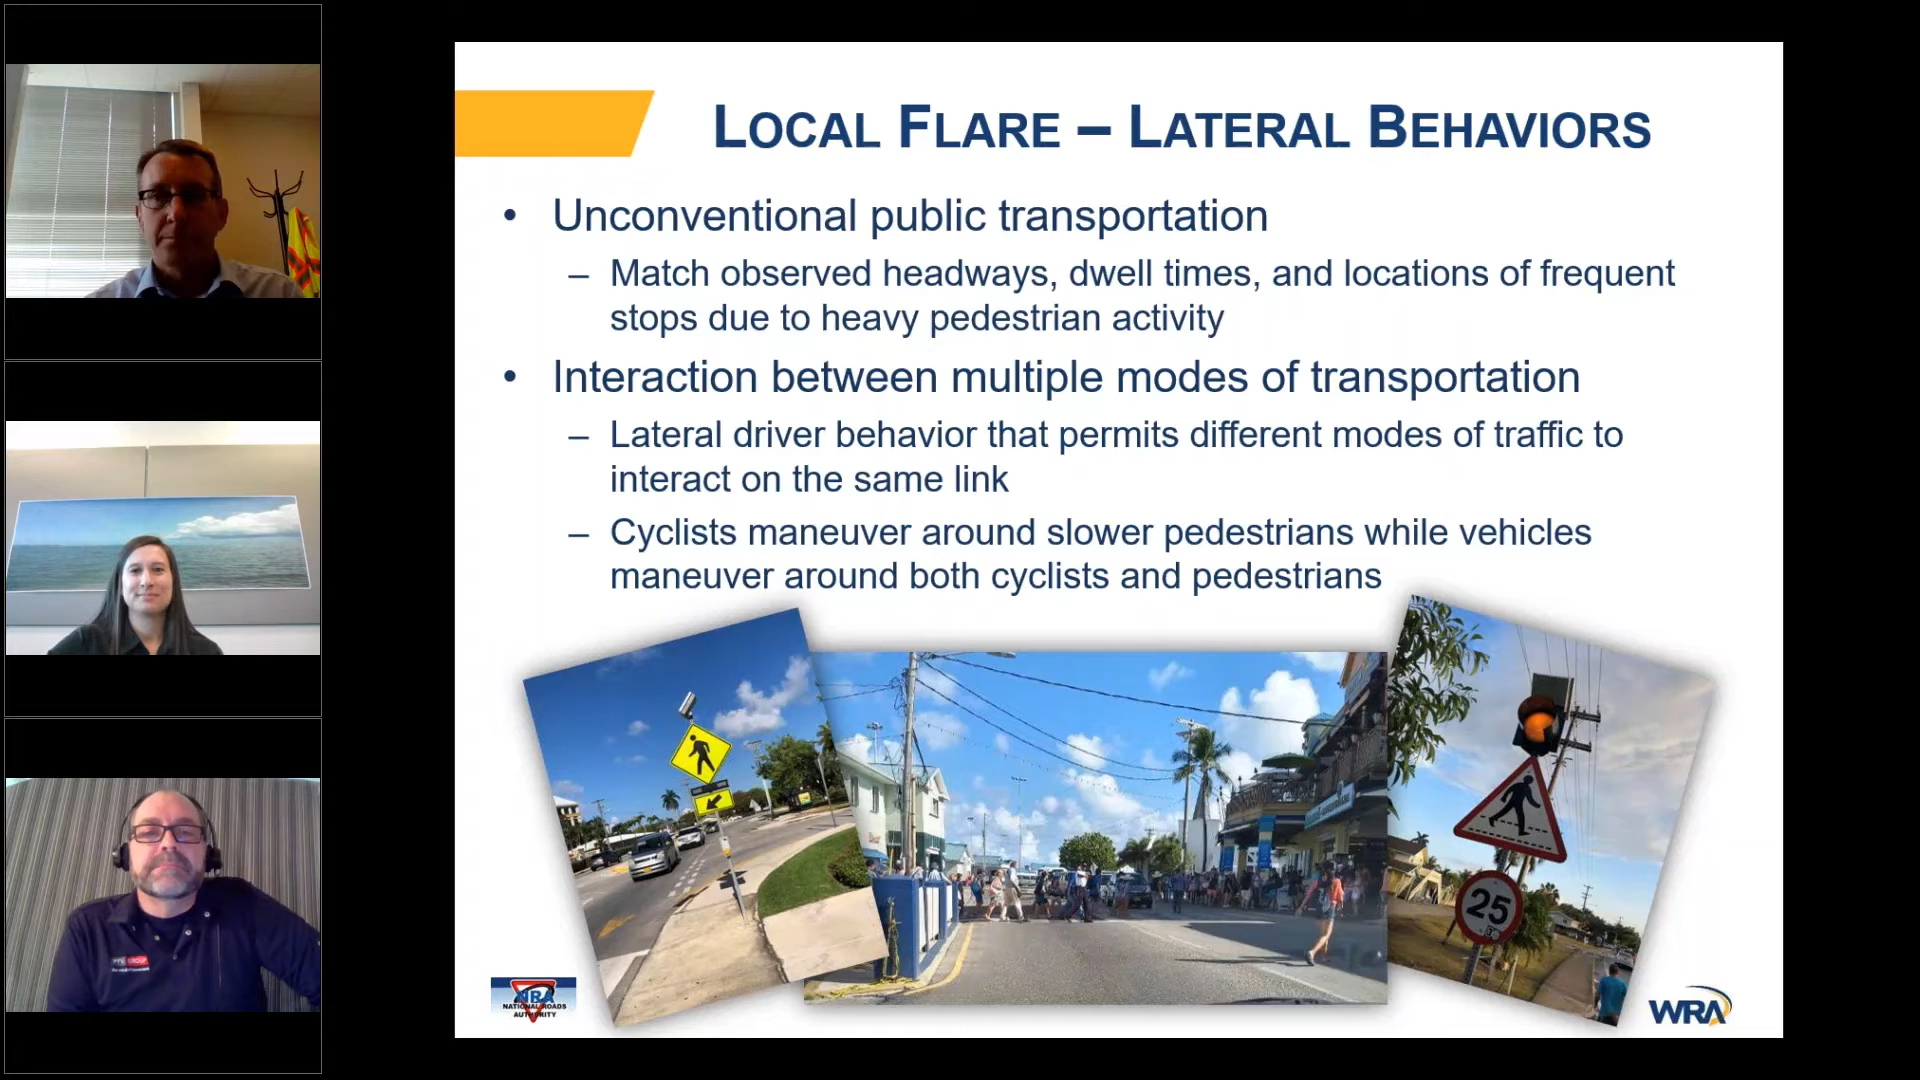 LOCAL FLARE – LATERAL BEHAVIORS
• Unconventional public transportation
– Match observed headways, dwell times, and locations of frequent
stops due to heavy pedestrian activity
• Interaction between multiple modes of transportation
– Lateral driver behavior that permits different modes of traffic to
interact on the same link
– Cyclists maneuver around slower pedestrians while vehicles
maneuver around both cyclists and pedestrians
25
NRA
NATIONAL ROADS
AUTHORITY
WRA
PTV GROUP